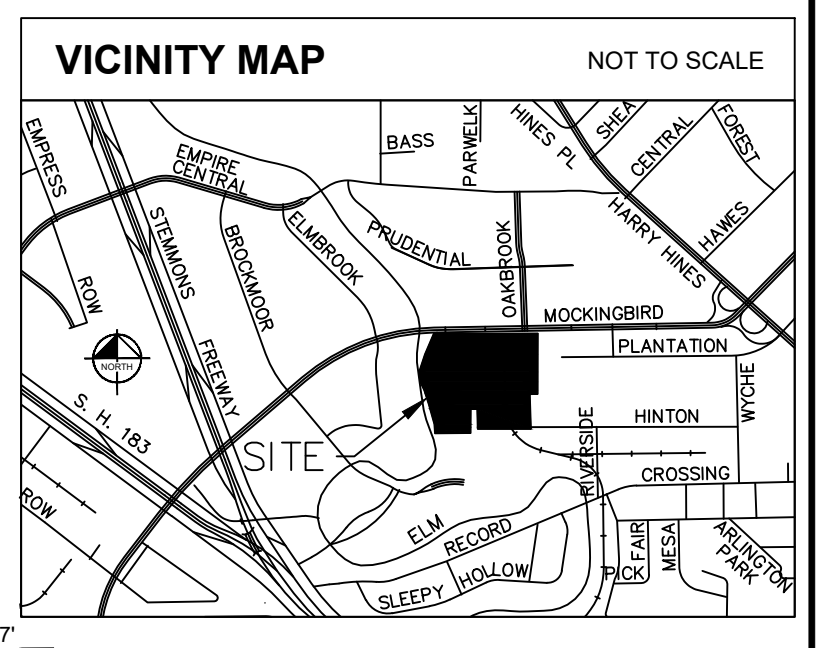 VICINITY MAP
NOT TO SCALE
EMPRESS
ROW
EMPIRE
CENTRAL
STEMMONS
FREEWAY
BROCKMOOR
ELMBROOK
PRUDENTIAL
BASS
PARWELK
HINES PL
SHEA
CENTRAL
FOREST
HARRY HINES
HAWES
OAKBROOK
MOCKINGBIRD
PLANTATION
WYCHE
HINTON
RIVERSIDE
CROSSING
NORTH
S. H. 183
ROW
SITE
ELM
RECORD
SLEEPY
HOLLOW
PICK
FAIR
MESA
ARLINGTON
PARK
7'